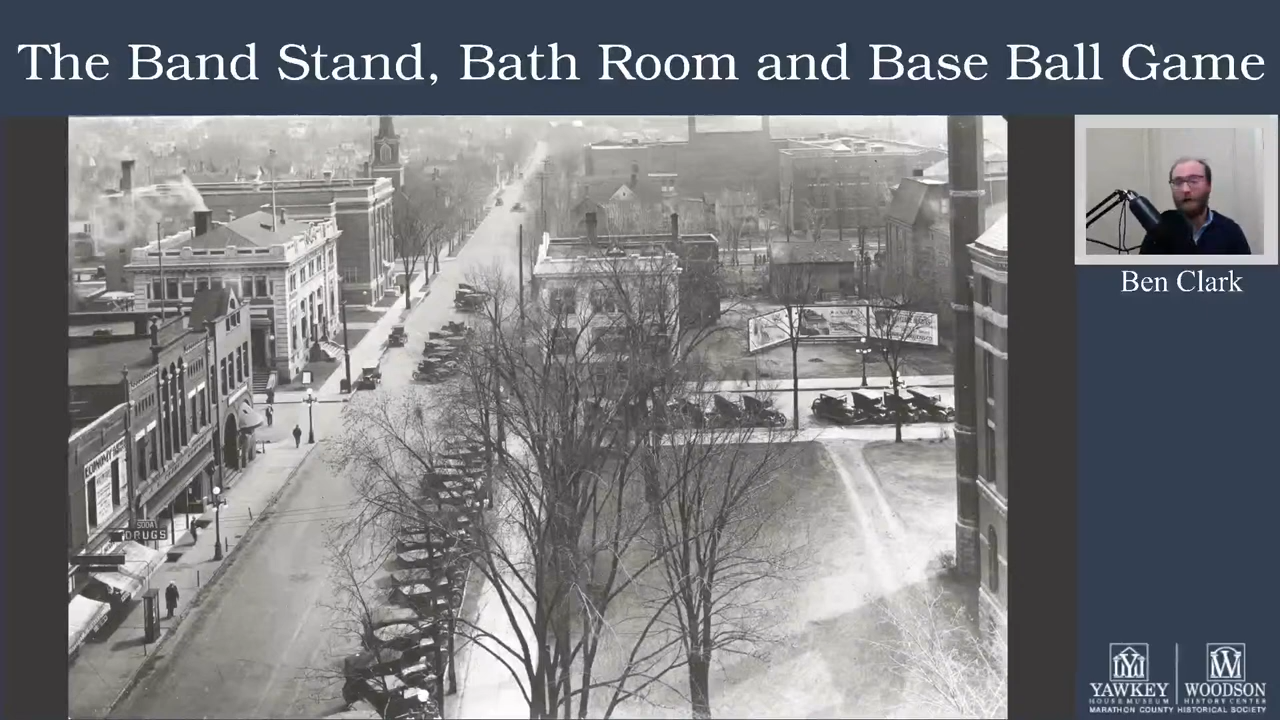 The Band Stand, Bath Room and Base Ball Game
Ben Clark
SODA
DRUGS
YAWKEY
HOUSE MUSEUM
WOODSON
HISTORY CENTER
MARATHON COUNTY HISTORICAL SOCIETY